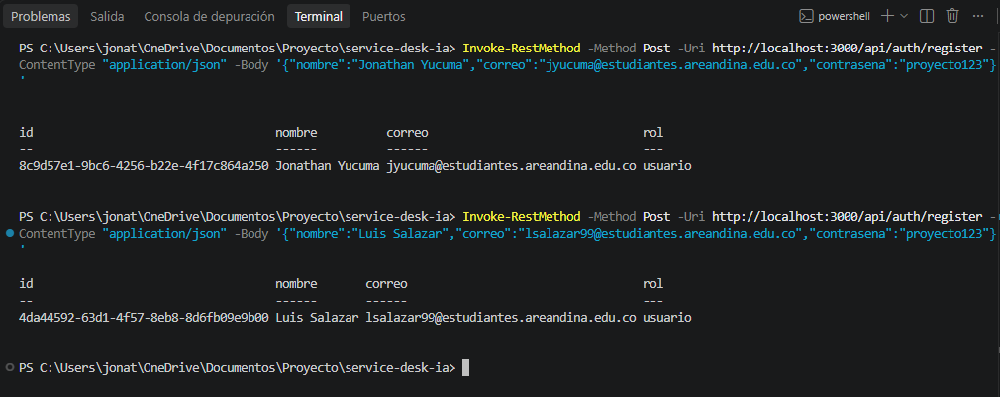 Problemas Salida Consola de depuración Terminal Puertos powershell
PS C:\Users\jonat\OneDrive\Documentos\Proyecto\service-desk-ia> Invoke-RestMethod -Method Post -Uri http://localhost:3000/api/auth/register -
ContentType "application/json" -Body '{"nombre":"Jonathan Yucuma","correo":"jyucuma@estudiantes.areandina.edu.co","contrasena":"proyecto123"}
'
id nombre correo rol
-- ------ ------ ---
8c9d57e1-9bc6-4256-b22e-4f17c864a250 Jonathan Yucuma jyucuma@estudiantes.areandina.edu.co usuario
PS C:\Users\jonat\OneDrive\Documentos\Proyecto\service-desk-ia> Invoke-RestMethod -Method Post -Uri http://localhost:3000/api/auth/register -
ContentType "application/json" -Body '{"nombre":"Luis Salazar","correo":"lsalazar99@estudiantes.areandina.edu.co","contrasena":"proyecto123"}
'
id nombre correo rol
-- ------ ------ ---
4da44592-63d1-4f57-8eb8-8d6fb09e9b00 Luis Salazar lsalazar99@estudiantes.areandina.edu.co usuario
PS C:\Users\jonat\OneDrive\Documentos\Proyecto\service-desk-ia>